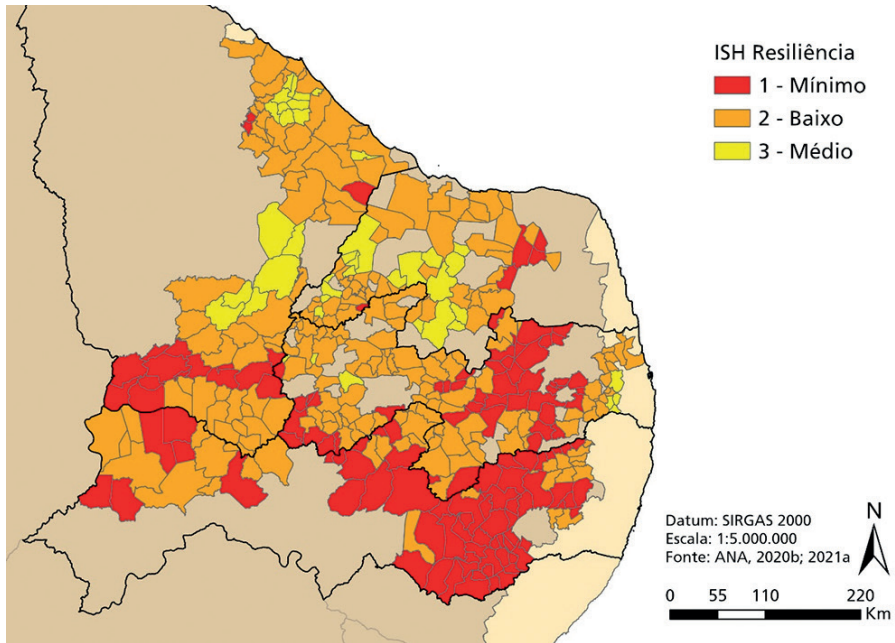 ISH Resiliência
1 - Mínimo
2 - Baixo
3 - Médio
Datum: SIRGAS 2000
Escala: 1:5.000.000
Fonte: ANA, 2020b; 2021a
N
0 55 110 220
Km